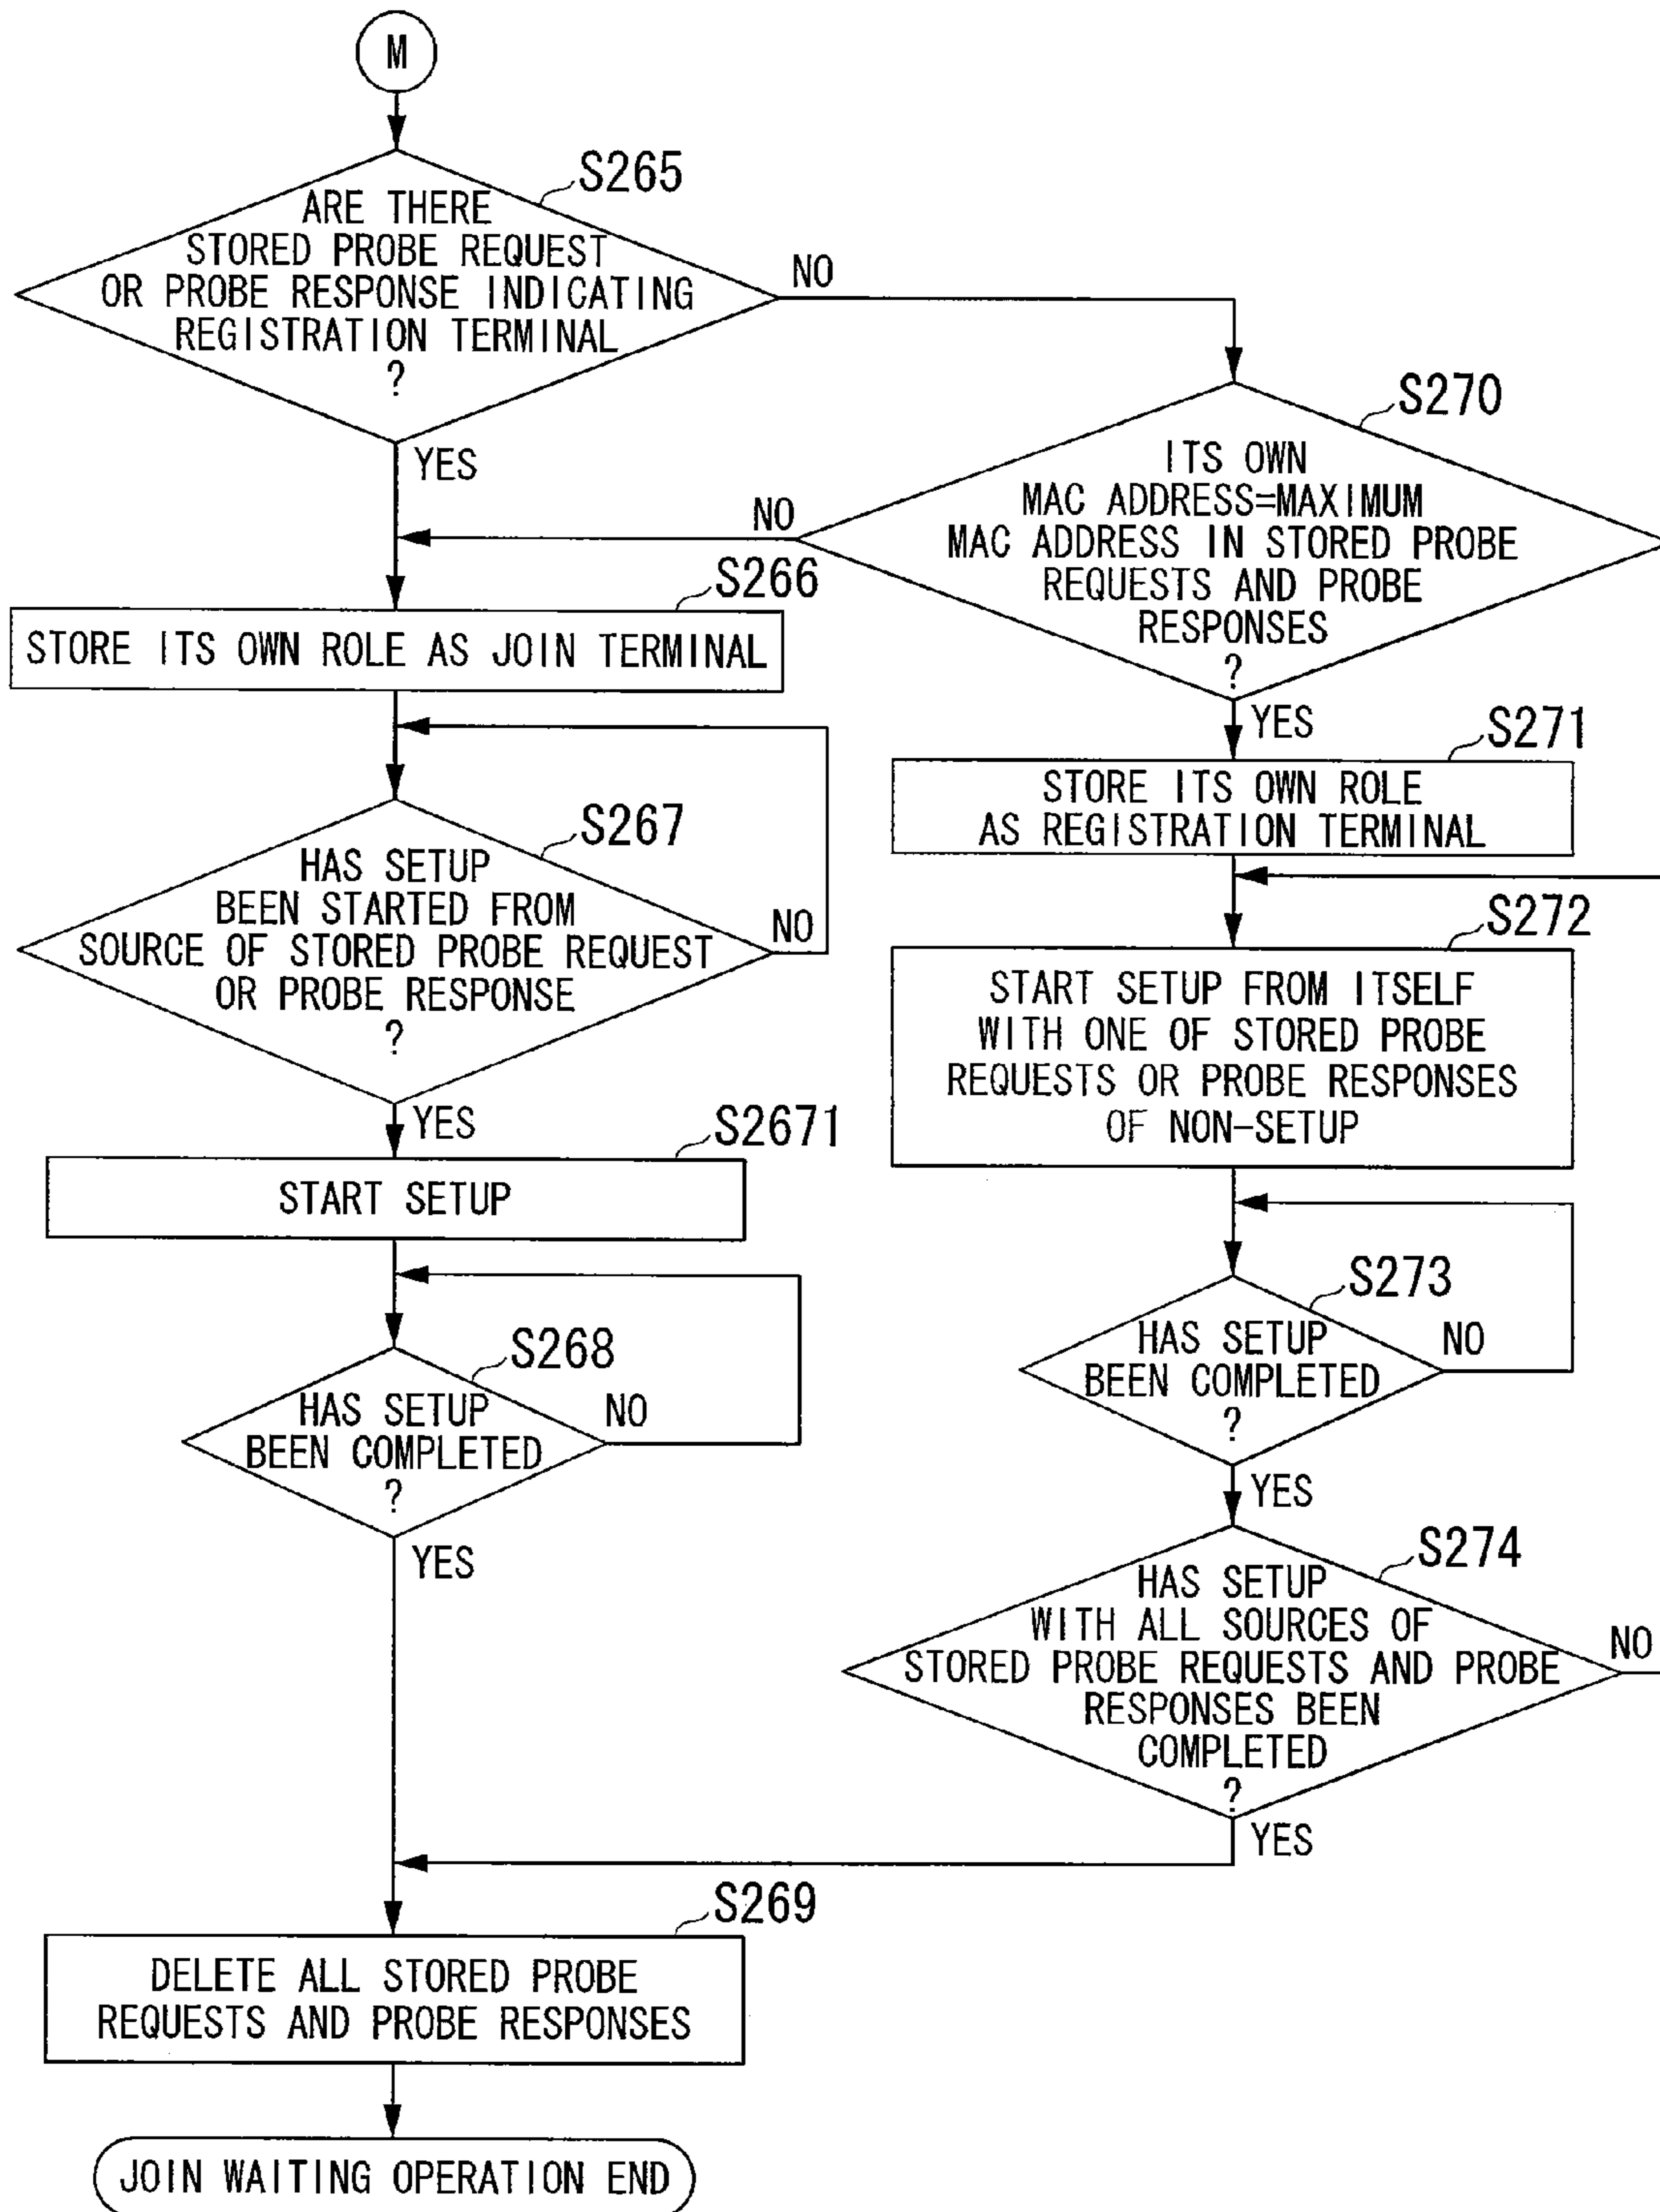 M
S265
ARE THERE
STORED PROBE REQUEST
OR PROBE RESPONSE INDICATING
REGISTRATION TERMINAL
?
NO
YES
S270
ITS OWN
MAC ADDRESS=MAXIMUM
MAC ADDRESS IN STORED PROBE
REQUESTS AND PROBE
RESPONSES
?
NO
YES
S266
STORE ITS OWN ROLE AS JOIN TERMINAL
S271
STORE ITS OWN ROLE
AS REGISTRATION TERMINAL
S267
HAS SETUP
BEEN STARTED FROM
SOURCE OF STORED PROBE REQUEST
OR PROBE RESPONSE
?
NO
YES
S272
START SETUP FROM ITSELF
WITH ONE OF STORED PROBE
REQUESTS OR PROBE RESPONSES
OF NON-SETUP
S2671
START SETUP
S273
HAS SETUP
BEEN COMPLETED
?
NO
YES
S268
HAS SETUP
BEEN COMPLETED
?
NO
YES
S274
HAS SETUP
WITH ALL SOURCES OF
STORED PROBE REQUESTS AND PROBE
RESPONSES BEEN
COMPLETED
?
NO
YES
S269
DELETE ALL STORED PROBE
REQUESTS AND PROBE RESPONSES
JOIN WAITING OPERATION END